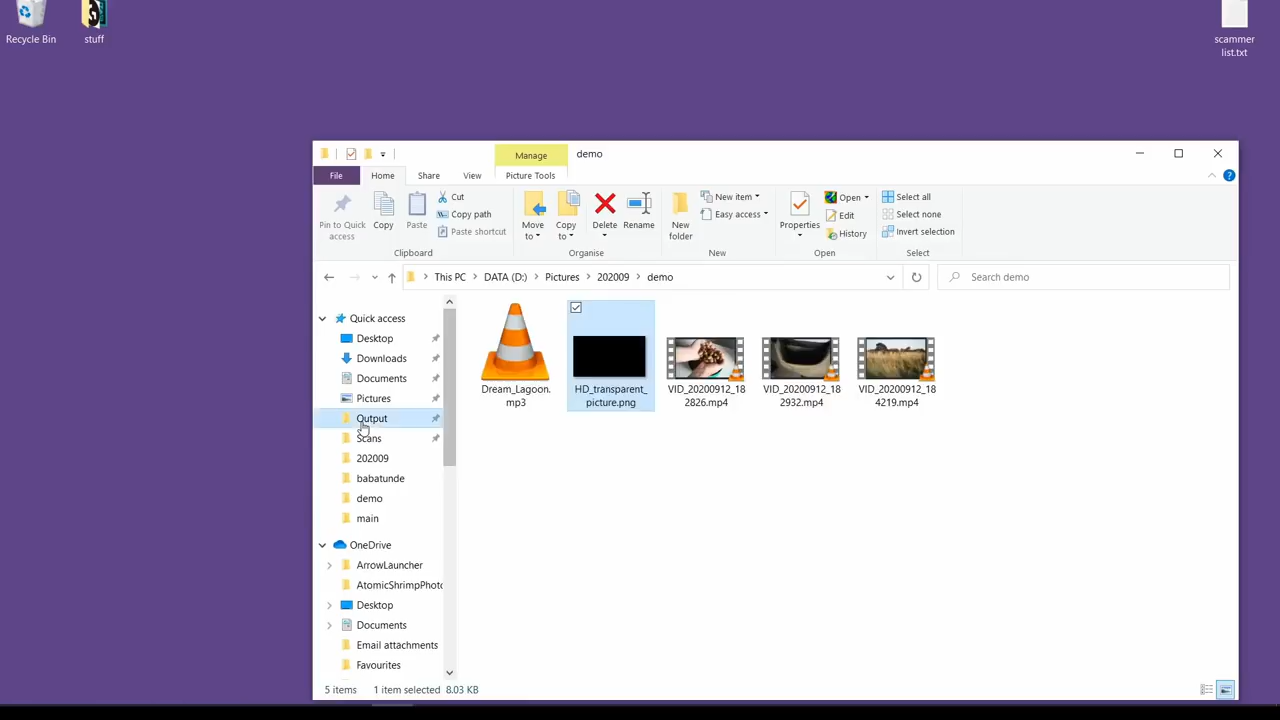 Recycle Bin
stuff
scammer
list.txt
Manage
demo
File
Home
Share
View
Picture Tools
Pin to Quick
access
Copy
Paste
Cut
Copy path
Paste shortcut
Move
to
Copy
to
Delete
Rename
New
folder
New item
Easy access
Properties
Open
Edit
History
Select all
Select none
Invert selection
Clipboard
Organise
New
Open
Select
This PC
DATA (D:)
Pictures
202009
demo
Search demo
Quick access
Desktop
Downloads
Documents
Pictures
Output
Scans
202009
babatunde
demo
main
OneDrive
ArrowLauncher
AtomicShrimpPhoto
Desktop
Documents
Email attachments
Favourites
Dream_Lagoon.
mp3
HD_transparent_
picture.png
VID_20200912_18
2826.mp4
VID_20200912_18
2932.mp4
VID_20200912_18
4219.mp4
5 items
1 item selected
8.03 KB